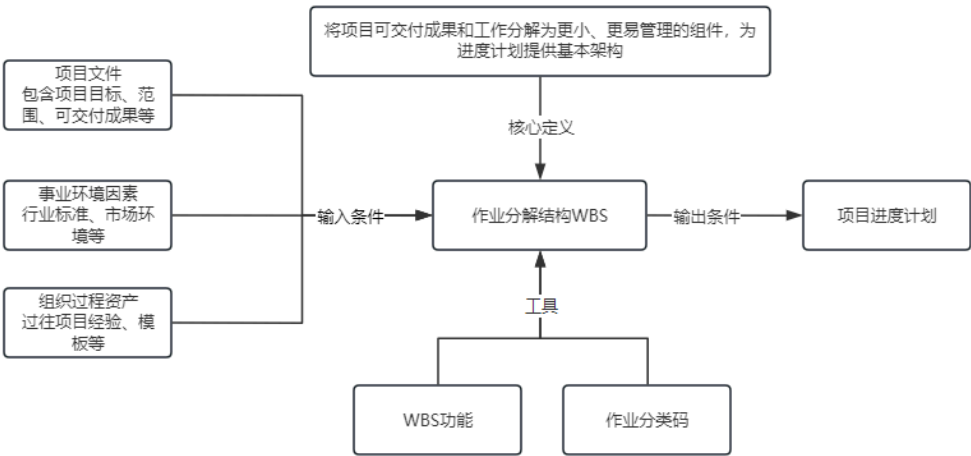 将项目可交付成果和工作分解为更小、更易管理的组件，为
进度计划提供基本架构
项目文件
包含项目目标、范
围、可交付成果等
核心定义
事业环境因素
行业标准、市场环
境等
输入条件
作业分解结构WBS
输出条件
项目进度计划
组织过程资产
过往项目经验、模
板等
工具
WBS功能
作业分类码